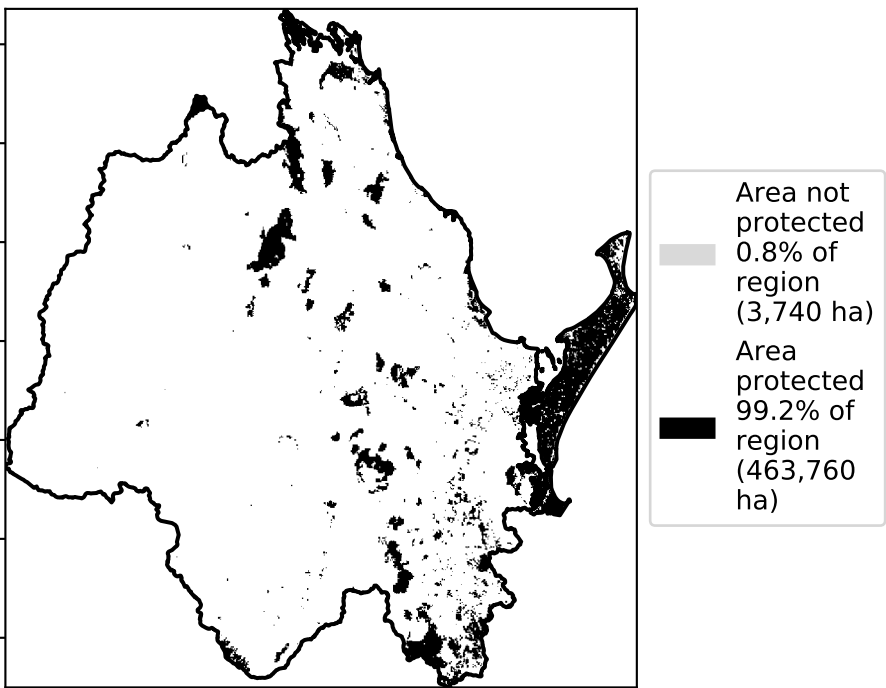 Area not
protected
0.8% of
region
(3,740 ha)
Area
protected
99.2% of
region
(463,760
ha)